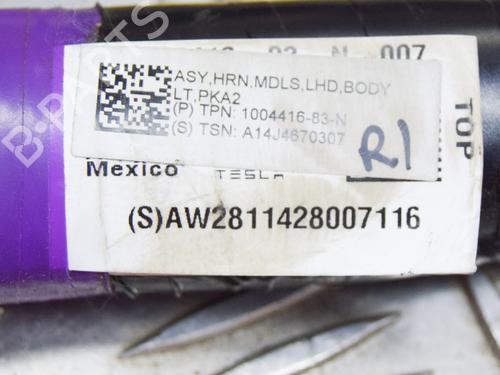 007
ASY,HRN,MDLS,LHD,BODY
LT,PKA2
(P) TPN: 1004416-83-N
(S) TSN: A14J4670307
R1
TOP
Mexico
TESLA
(S)AW2811428007116
B-PARTS